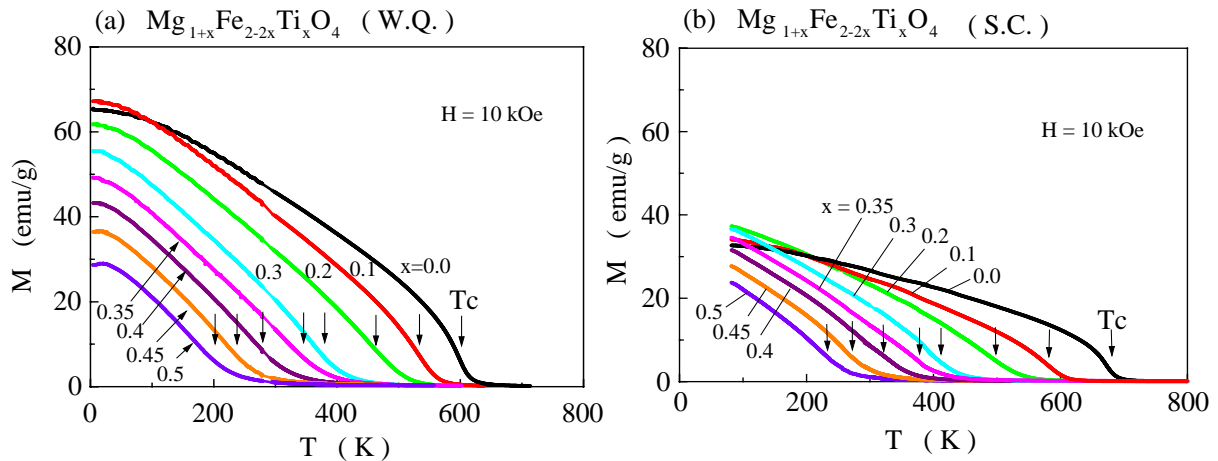 (a) Mg1+xFe2-2xTixO4 ( W.Q. )
80
60
40
20
0
M (emu/g)
H = 10 kOe
0.3
0.2
0.1
x=0.0
Tc
0.35
0.4
0.45
0.5
0 200 400 600 800
T ( K )
(b) Mg1+xFe2-2xTixO4 ( S.C. )
80
60
40
20
0
M ( emu/g)
H = 10 kOe
x = 0.35
0.3
0.2
0.1
0.0
Tc
0.5
0.45
0.4
0 200 400 600 800
T ( K )